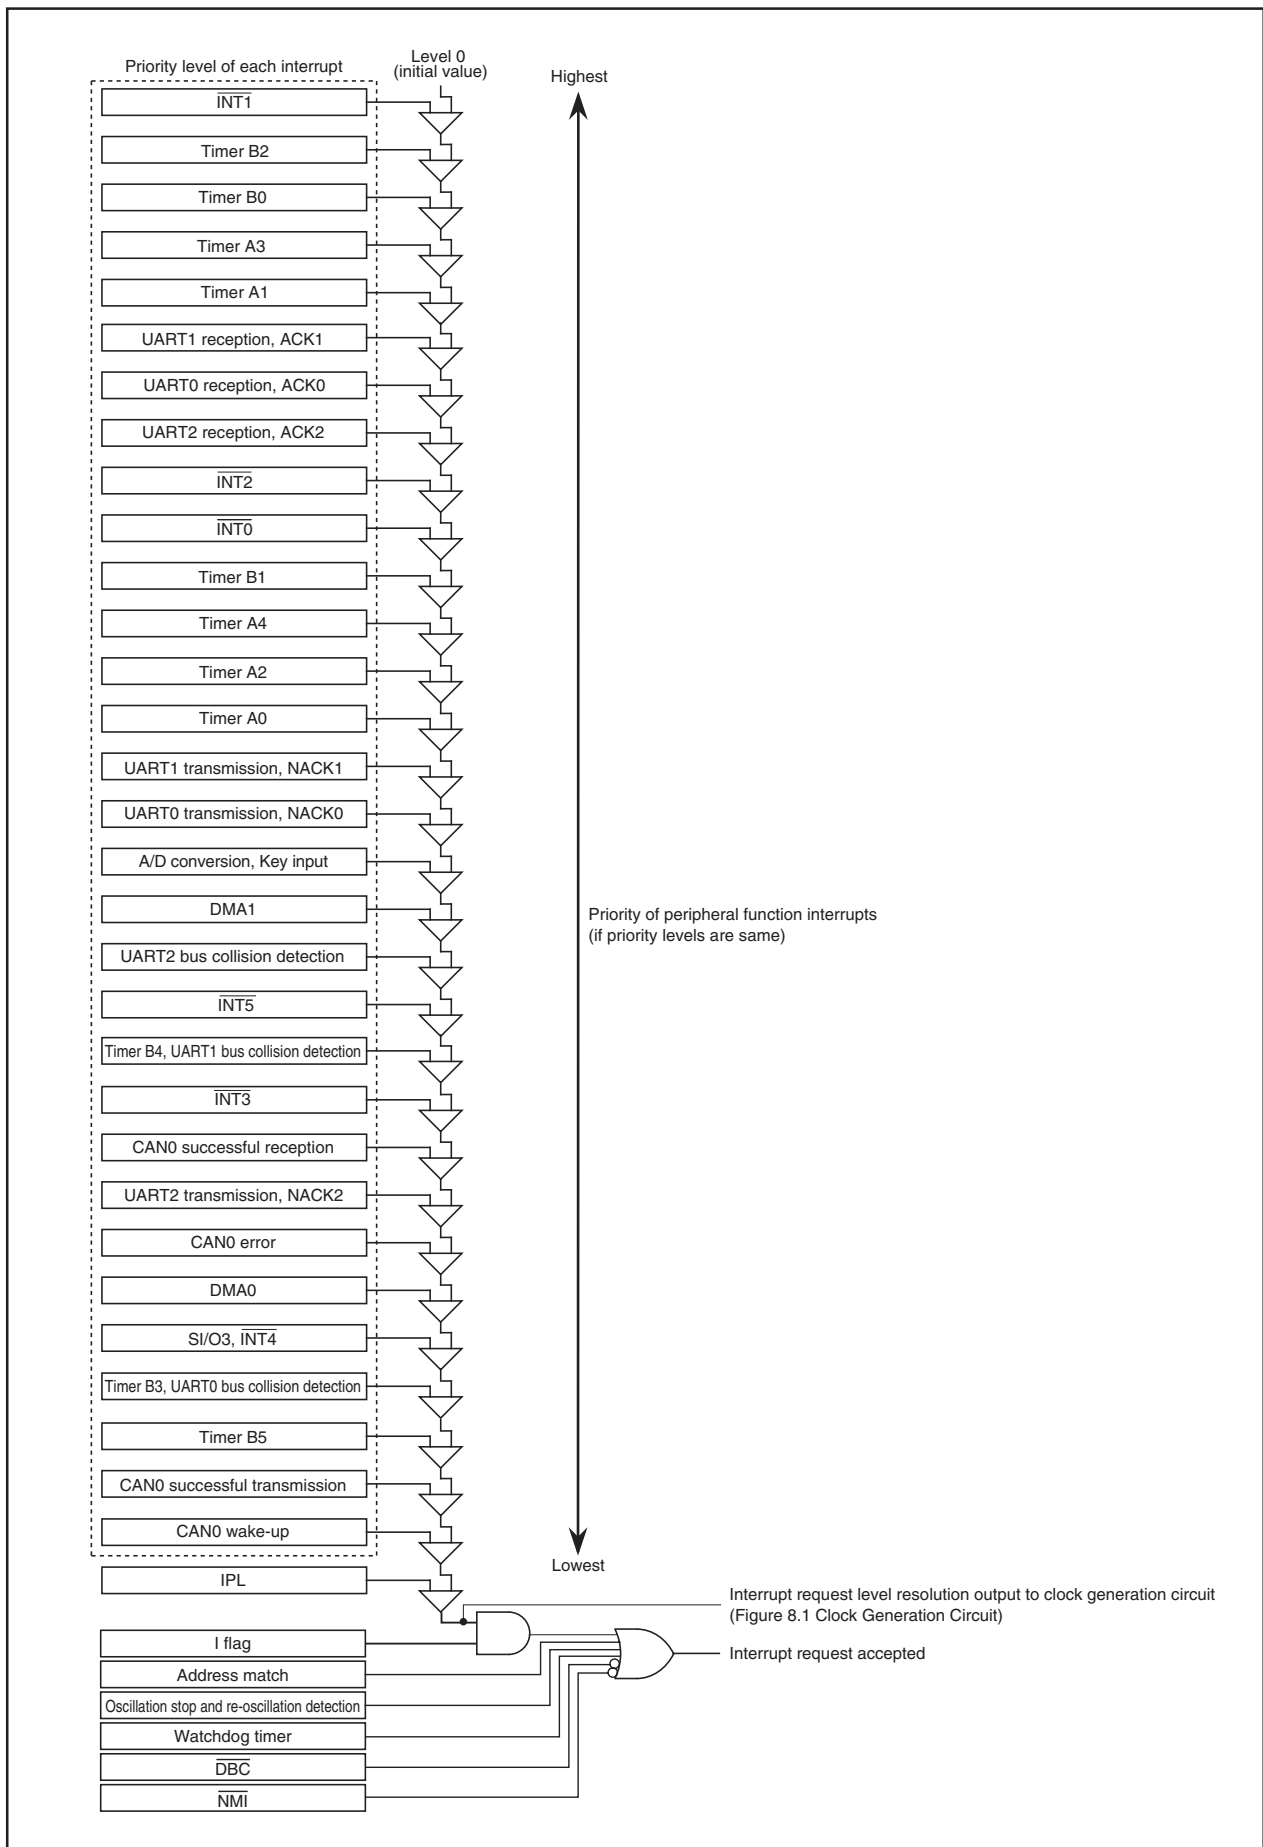 Priority level of each interrupt
Level 0
(initial value)
Highest
INT1
Timer B2
Timer B0
Timer A3
Timer A1
UART1 reception, ACK1
UART0 reception, ACK0
UART2 reception, ACK2
INT2
INT0
Timer B1
Timer A4
Timer A2
Timer A0
UART1 transmission, NACK1
UART0 transmission, NACK0
A/D conversion, Key input
DMA1
Priority of peripheral function interrupts
(if priority levels are same)
UART2 bus collision detection
INT5
Timer B4, UART1 bus collision detection
INT3
CAN0 successful reception
UART2 transmission, NACK2
CAN0 error
DMA0
SI/O3, INT4
Timer B3, UART0 bus collision detection
Timer B5
CAN0 successful transmission
CAN0 wake-up
Lowest
IPL
Interrupt request level resolution output to clock generation circuit
(Figure 8.1 Clock Generation Circuit)
I flag
Interrupt request accepted
Address match
Oscillation stop and re-oscillation detection
Watchdog timer
DBC
NMI